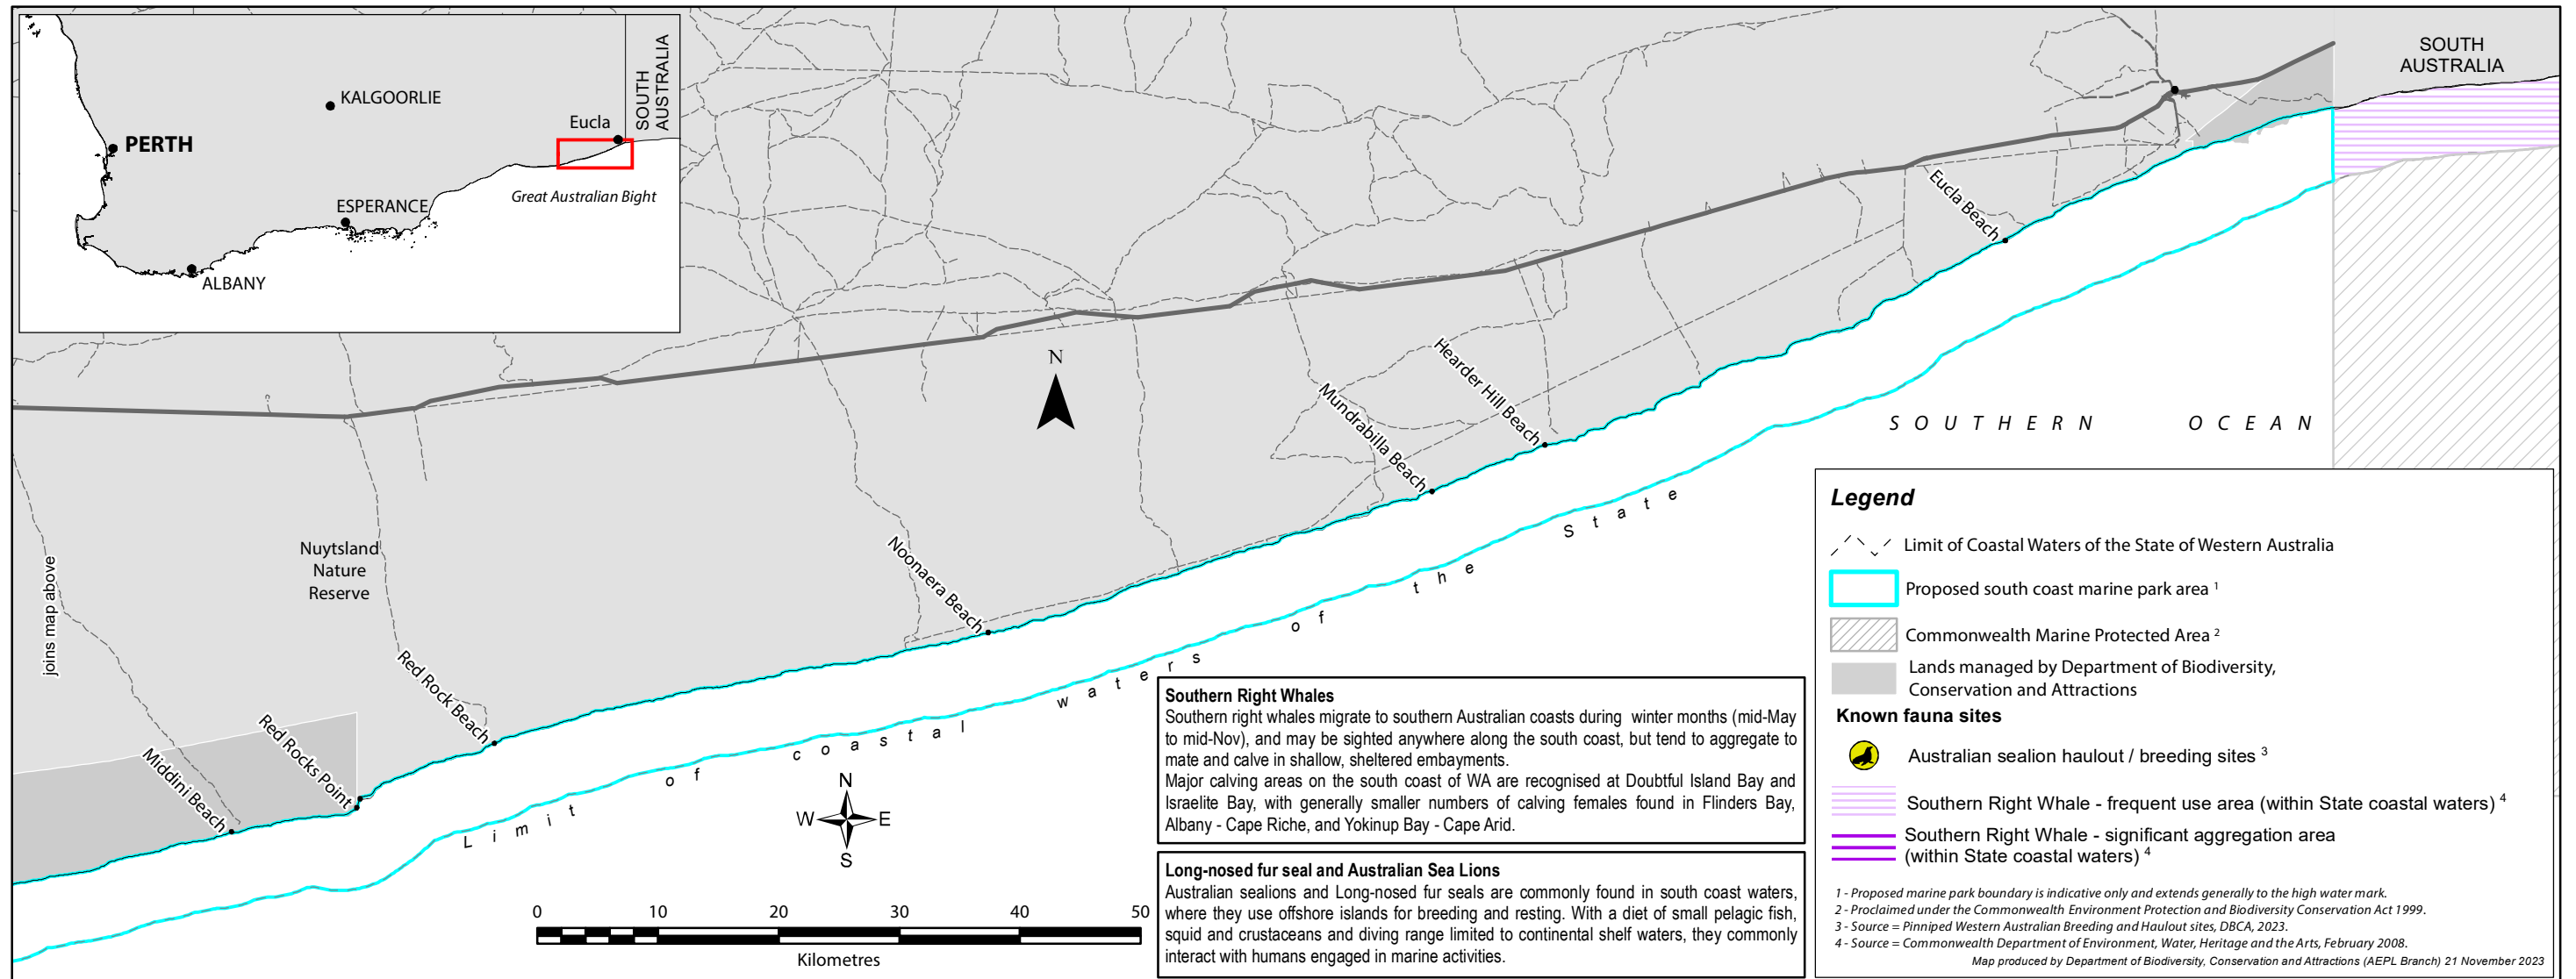 KALGOORLIE
PERTH
Eucla
SOUTH
AUSTRALIA
Great Australian Bight
ESPERANCE
ALBANY
SOUTH
AUSTRALIA
Eucla Beach
Hearder Hill Beach
Mundrabilla Beach
Noonaera Beach
Red Rock Beach
Red Rocks Point
Middini Beach
Nuytsland
Nature
Reserve
joins map above
N
SOUTHERN OCEAN
Limit of coastal waters of the State
N
W E
S
0 10 20 30 40 50
Kilometres
Southern Right Whales
Southern right whales migrate to southern Australian coasts during winter months (mid-May
to mid-Nov), and may be sighted anywhere along the south coast, but tend to aggregate to
mate and calve in shallow, sheltered embayments.
Major calving areas on the south coast of WA are recognised at Doubtful Island Bay and
Israelite Bay, with generally smaller numbers of calving females found in Flinders Bay,
Albany - Cape Riche, and Yokinup Bay - Cape Arid.
Long-nosed fur seal and Australian Sea Lions
Australian sealions and Long-nosed fur seals are commonly found in south coast waters,
where they use offshore islands for breeding and resting. With a diet of small pelagic fish,
squid and crustaceans and diving range limited to continental shelf waters, they commonly
interact with humans engaged in marine activities.
Legend
Limit of Coastal Waters of the State of Western Australia
Proposed south coast marine park area 1
Commonwealth Marine Protected Area 2
Lands managed by Department of Biodiversity,
Conservation and Attractions
Known fauna sites
Australian sealion haulout / breeding sites 3
Southern Right Whale - frequent use area (within State coastal waters) 4
Southern Right Whale - significant aggregation area
(within State coastal waters) 4
1 - Proposed marine park boundary is indicative only and extends generally to the high water mark.
2 - Proclaimed under the Commonwealth Environment Protection and Biodiversity Conservation Act 1999.
3 - Source = Pinniped Western Australian Breeding and Haulout sites, DBCA, 2023.
4 - Source = Commonwealth Department of Environment, Water, Heritage and the Arts, February 2008.
Map produced by Department of Biodiversity, Conservation and Attractions (AEPL Branch) 21 November 2023